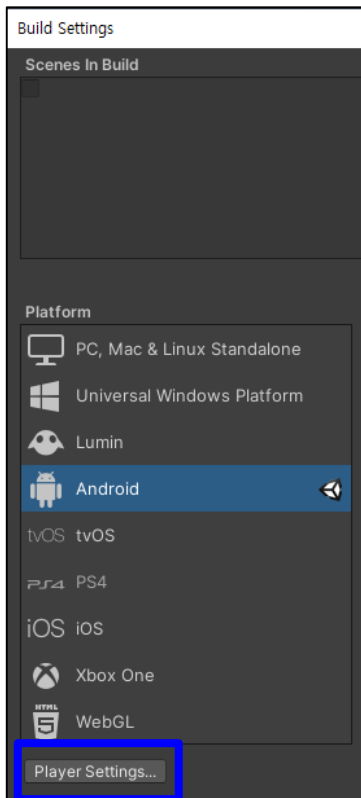 Build Settings
Scenes In Build
Platform
PC, Mac & Linux Standalone
Universal Windows Platform
Lumin
Android
tvOS tvOS
PS4 PS4
iOS iOS
Xbox One
HTML
5
WebGL
Player Settings...